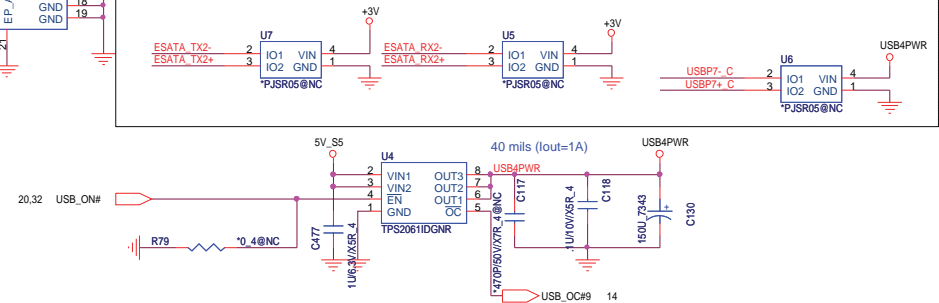 EP_
GND 18
GND 19
21
+3V
U7
ESATA_TX2- 2 IO1 VIN 4
ESATA_TX2+ 3 IO2 GND 1
*PJSR05@NC
+3V
U5
ESATA_RX2- 2 IO1 VIN 4
ESATA_RX2+ 3 IO2 GND 1
*PJSR05@NC
USB4PWR
U6
USBP7-_C 2 IO1 VIN 4
USBP7+_C 3 IO2 GND 1
*PJSR05@NC
5V_S5
U4
40 mils (Iout=1A)
USB4PWR
USB4PWR
2 VIN1 OUT3 8
3 VIN2 OUT2 7
4 EN OUT1 6
1 GND OC 5
TPS2061IDGNR
20,32 USB_ON#
R79 *0_4@NC
C477
1U/6.3V/X5R_4
C117
*470P/50V/X7R_4@NC
C118
.1U/10V/X5R_4
C130
150U_7343
+
USB_OC#9 14